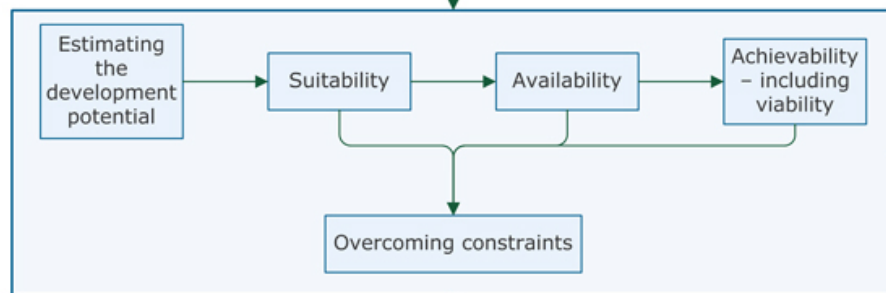 Estimating
the
development
potential
Suitability
Availability
Achievability
– including
viability
Overcoming constraints